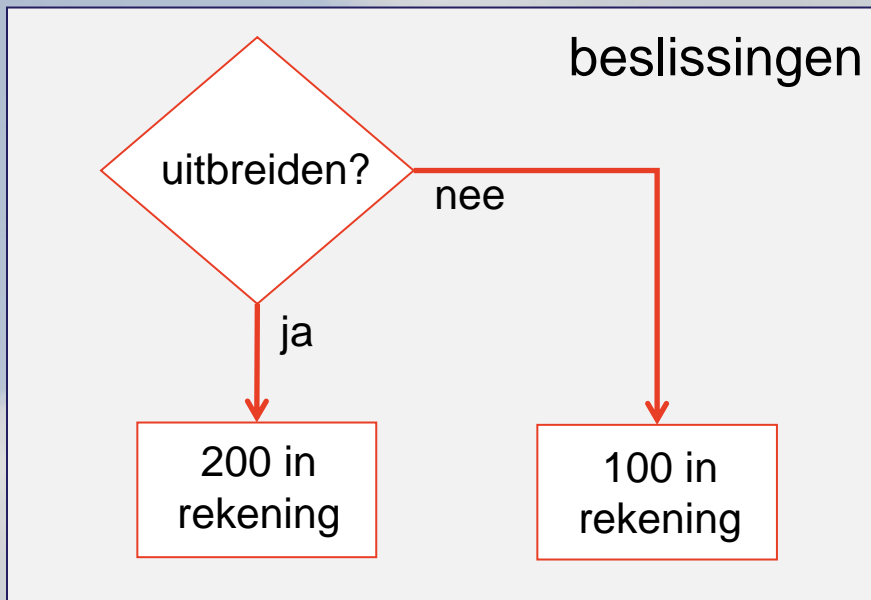 beslissingen
uitbreiden?
nee
ja
200 in
rekening
100 in
rekening